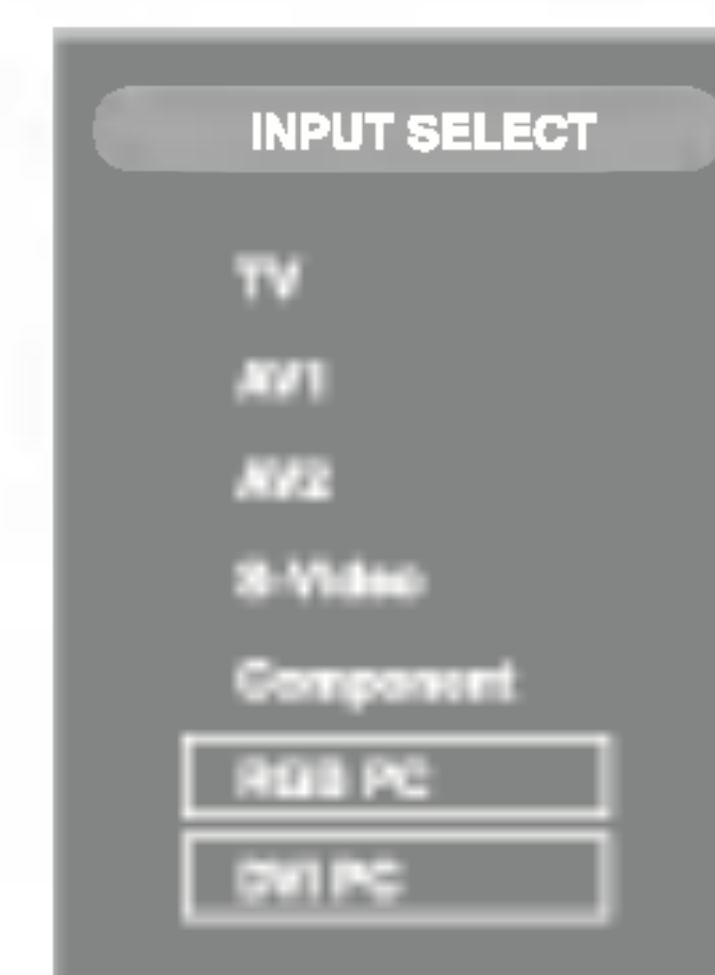 INPUT SELECT
TV
AV1
AV2
S-Video
Component
RGB PC
DVI PC